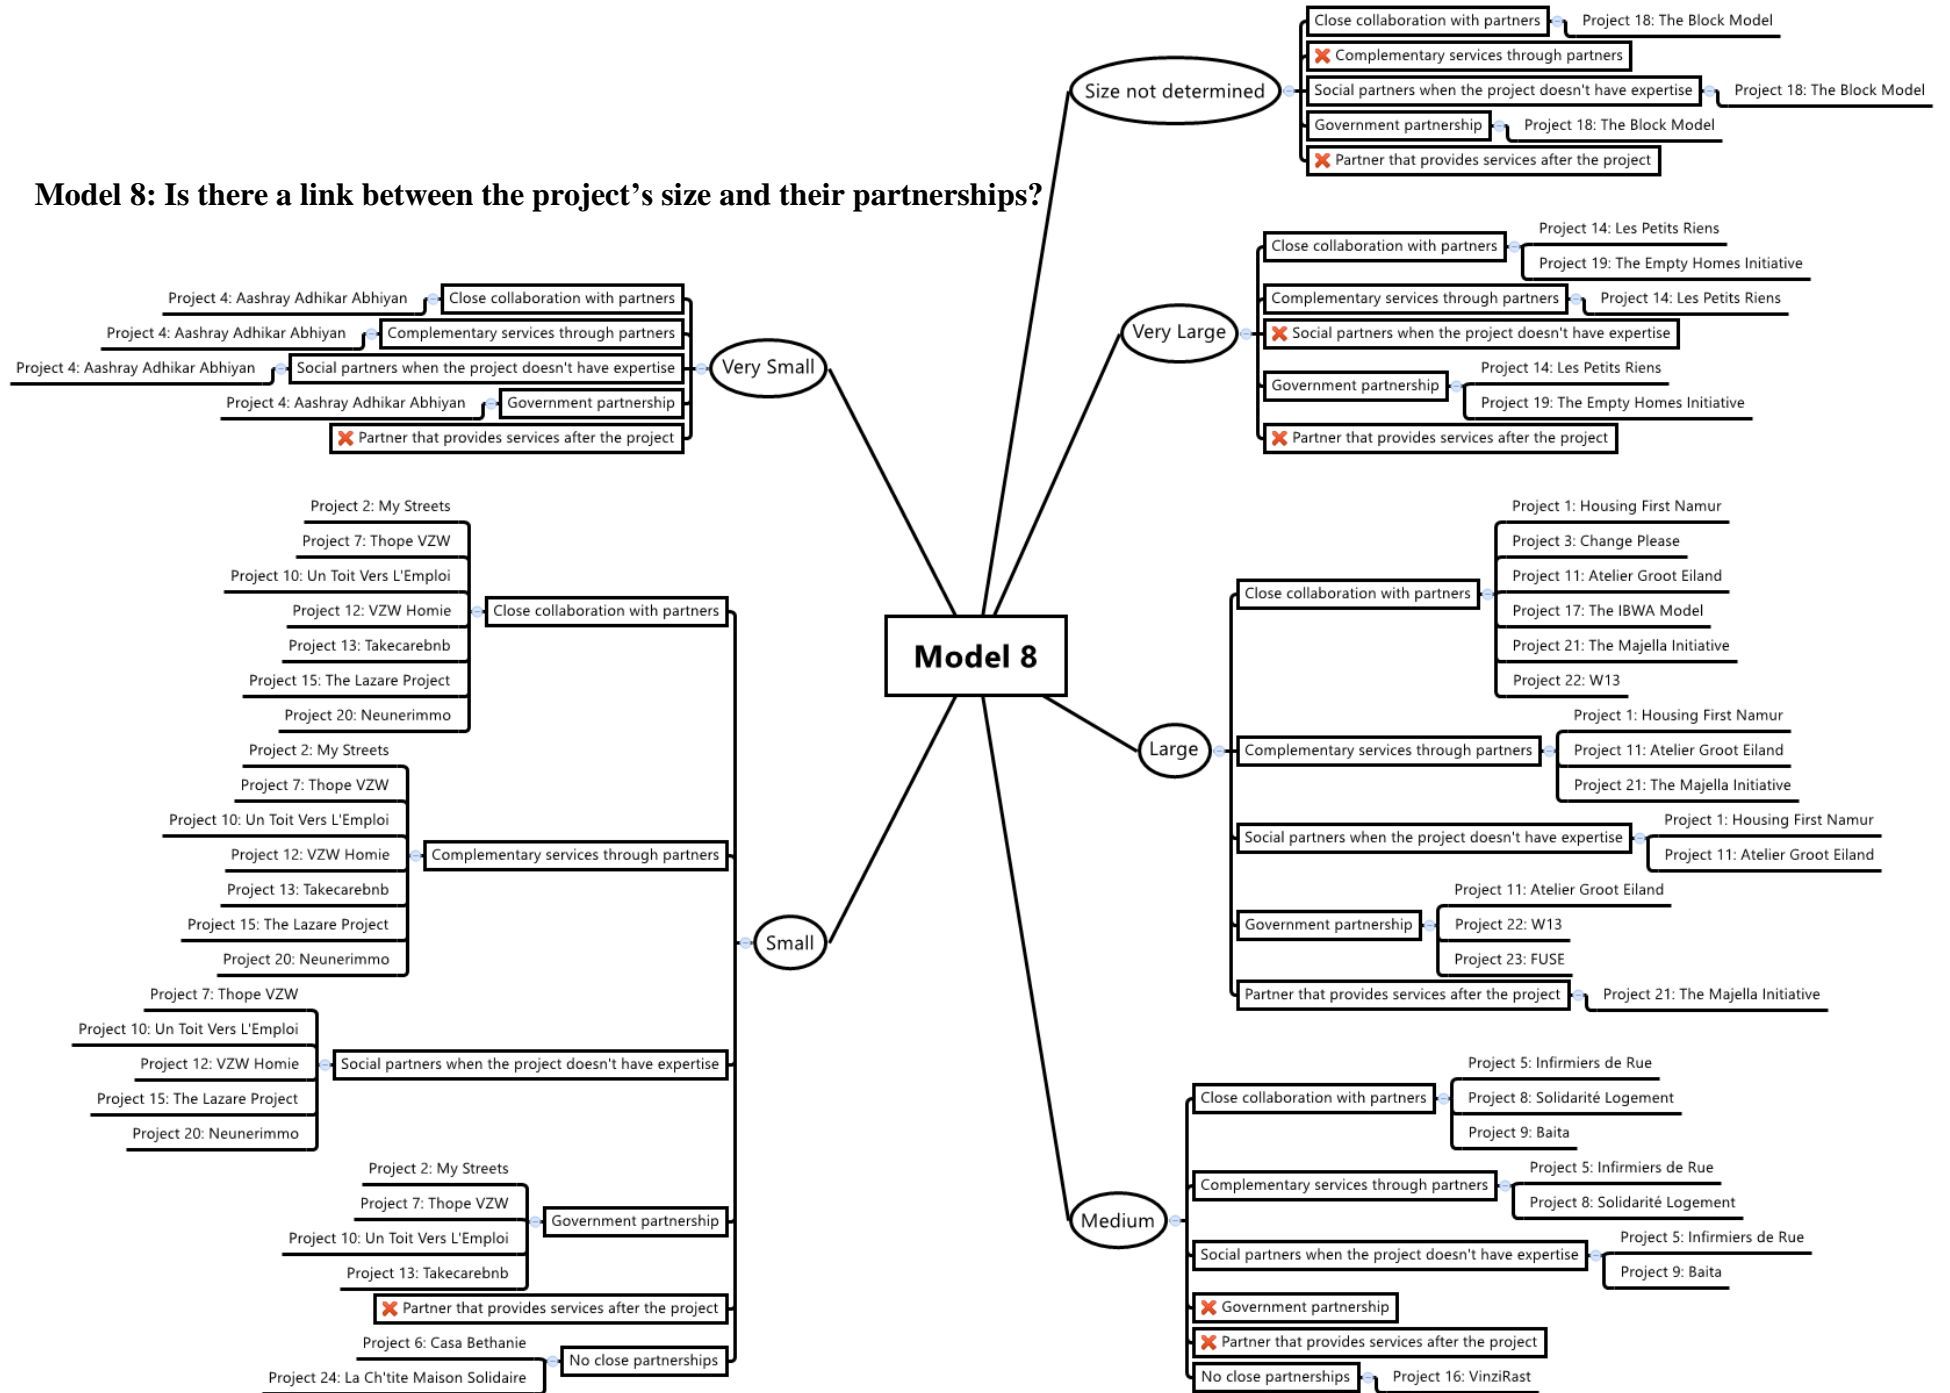 Model 8: Is there a link between the project’s size and their partnerships?
Model 8
Size not determined
Close collaboration with partners
Project 18: The Block Model
Complementary services through partners
Social partners when the project doesn't have expertise
Project 18: The Block Model
Government partnership
Project 18: The Block Model
Partner that provides services after the project
Very Large
Close collaboration with partners
Project 14: Les Petits Riens
Project 19: The Empty Homes Initiative
Complementary services through partners
Project 14: Les Petits Riens
Social partners when the project doesn't have expertise
Government partnership
Project 14: Les Petits Riens
Project 19: The Empty Homes Initiative
Partner that provides services after the project
Large
Close collaboration with partners
Project 1: Housing First Namur
Project 3: Change Please
Project 11: Atelier Groot Eiland
Project 17: The IBWA Model
Project 21: The Majella Initiative
Project 22: W13
Complementary services through partners
Project 1: Housing First Namur
Project 11: Atelier Groot Eiland
Project 21: The Majella Initiative
Social partners when the project doesn't have expertise
Project 1: Housing First Namur
Project 11: Atelier Groot Eiland
Government partnership
Project 11: Atelier Groot Eiland
Project 22: W13
Project 23: FUSE
Partner that provides services after the project
Project 21: The Majella Initiative
Medium
Close collaboration with partners
Project 5: Infirmiers de Rue
Project 8: Solidarité Logement
Project 9: Baita
Complementary services through partners
Project 5: Infirmiers de Rue
Project 8: Solidarité Logement
Social partners when the project doesn't have expertise
Project 5: Infirmiers de Rue
Project 9: Baita
Government partnership
Partner that provides services after the project
No close partnerships
Project 16: VinziRast
Very Small
Close collaboration with partners
Project 4: Aashray Adhikar Abhiyan
Complementary services through partners
Project 4: Aashray Adhikar Abhiyan
Social partners when the project doesn't have expertise
Project 4: Aashray Adhikar Abhiyan
Government partnership
Project 4: Aashray Adhikar Abhiyan
Partner that provides services after the project
Small
Close collaboration with partners
Project 2: My Streets
Project 7: Thope VZW
Project 10: Un Toit Vers L'Emploi
Project 12: VZW Homie
Project 13: Takecarebnb
Project 15: The Lazare Project
Project 20: Neunerimmo
Complementary services through partners
Project 2: My Streets
Project 7: Thope VZW
Project 10: Un Toit Vers L'Emploi
Project 12: VZW Homie
Project 13: Takecarebnb
Project 15: The Lazare Project
Project 20: Neunerimmo
Social partners when the project doesn't have expertise
Project 7: Thope VZW
Project 10: Un Toit Vers L'Emploi
Project 12: VZW Homie
Project 15: The Lazare Project
Project 20: Neunerimmo
Government partnership
Project 2: My Streets
Project 7: Thope VZW
Project 10: Un Toit Vers L'Emploi
Project 13: Takecarebnb
Partner that provides services after the project
No close partnerships
Project 6: Casa Bethanie
Project 24: La Ch'tite Maison Solidaire